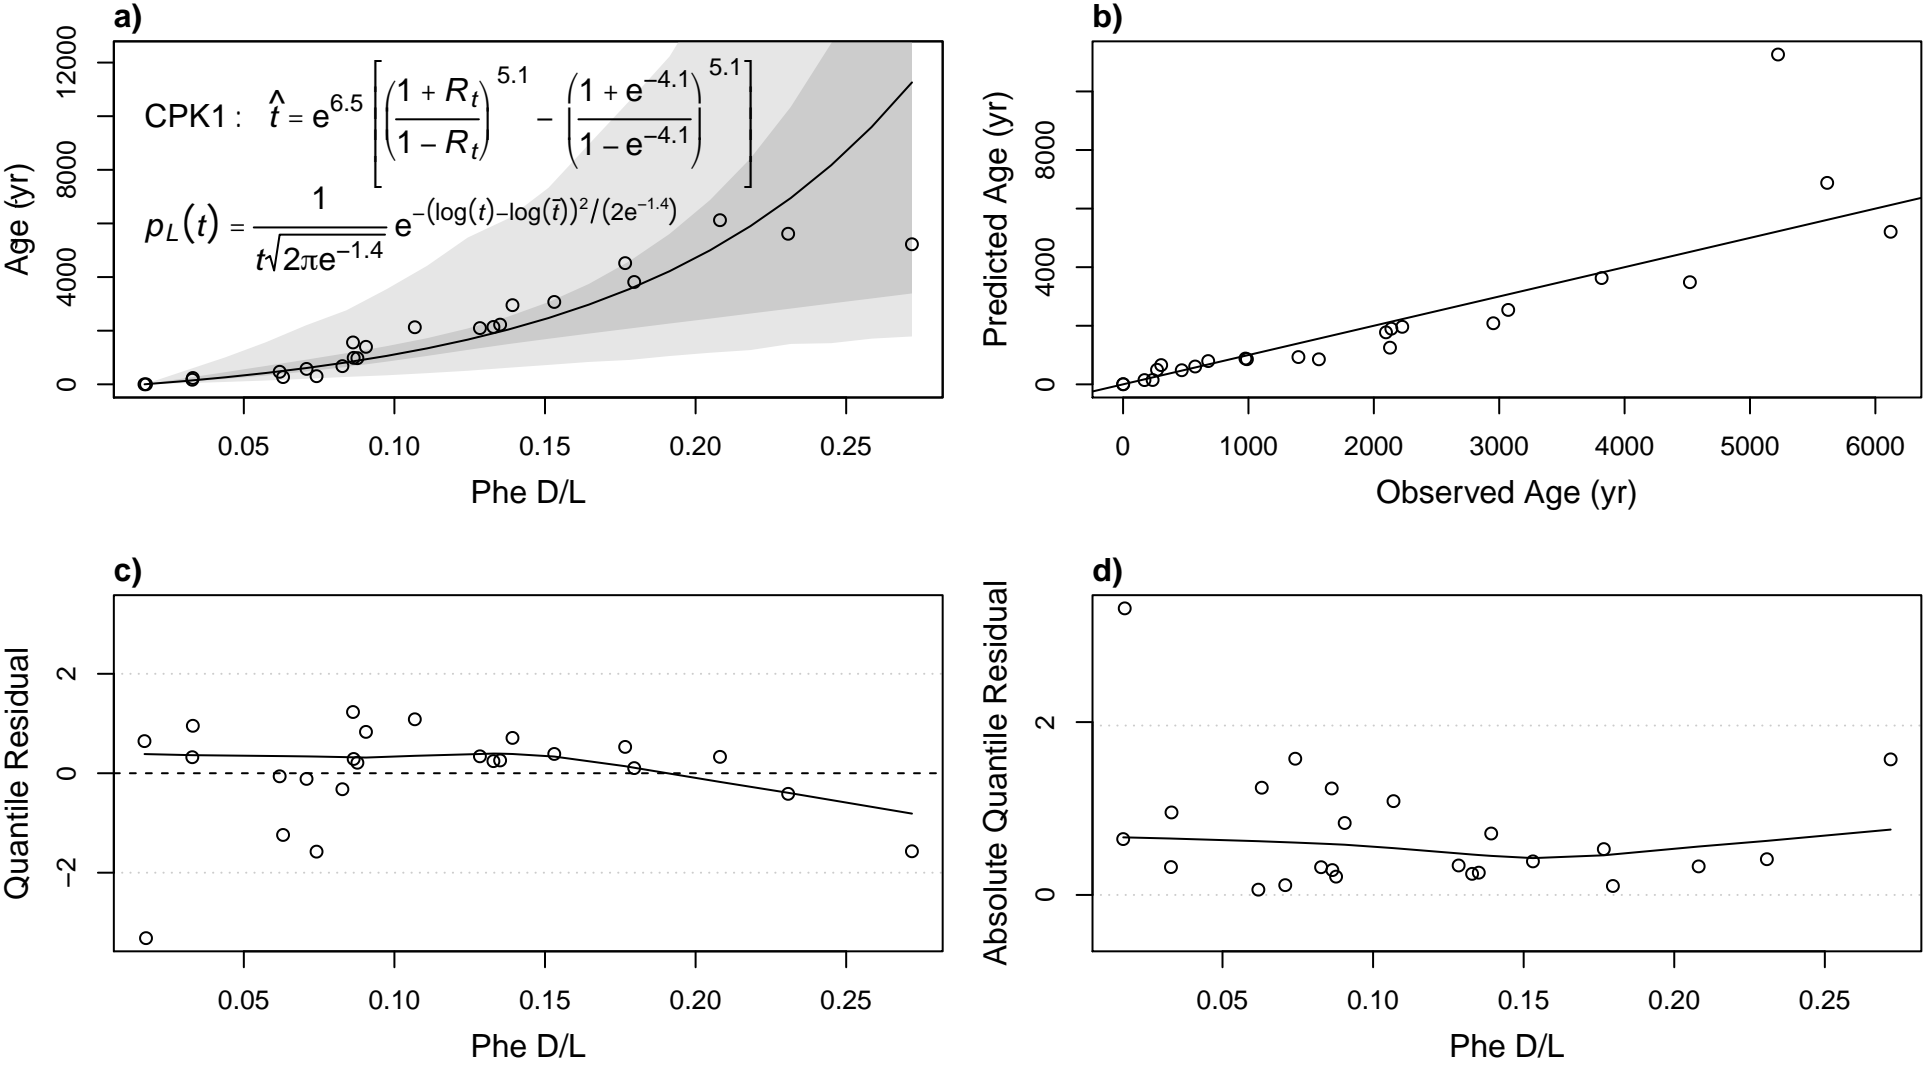 a)
12000
8000
4000
0
Age (yr)
CPK1 : t̂ = e^6.5 [((1 + R_t)/(1 − R_t))^5.1 − ((1 + e^−4.1)/(1 − e^−4.1))^5.1]
p_L(t) = 1/(t√(2πe^−1.4)) e^−(log(t)−log(t̄))²/(2e^−1.4)
0.05 0.10 0.15 0.20 0.25
Phe D/L
b)
8000
4000
0
Predicted Age (yr)
0 1000 2000 3000 4000 5000 6000
Observed Age (yr)
c)
2
0
−2
Quantile Residual
0.05 0.10 0.15 0.20 0.25
Phe D/L
d)
2
0
Absolute Quantile Residual
0.05 0.10 0.15 0.20 0.25
Phe D/L